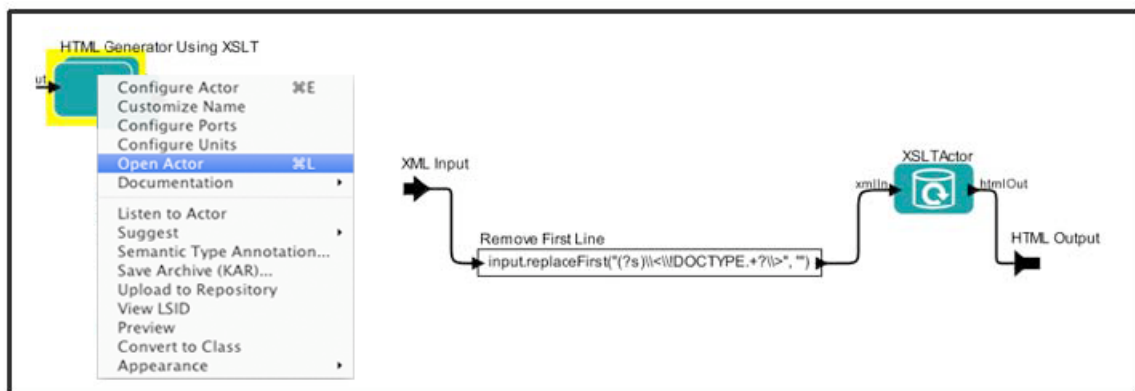 HTML Generator Using XSLT
ut
Configure Actor ⌘E
Customize Name
Configure Ports
Configure Units
Open Actor ⌘L
Documentation
Listen to Actor
Suggest
Semantic Type Annotation...
Save Archive (KAR)...
Upload to Repository
View LSID
Preview
Convert to Class
Appearance
XML Input
Remove First Line
input.replaceFirst("(?s)\\<\\!DOCTYPE.+?\\>", "")
XSLTActor
xmlIn
htmlOut
HTML Output